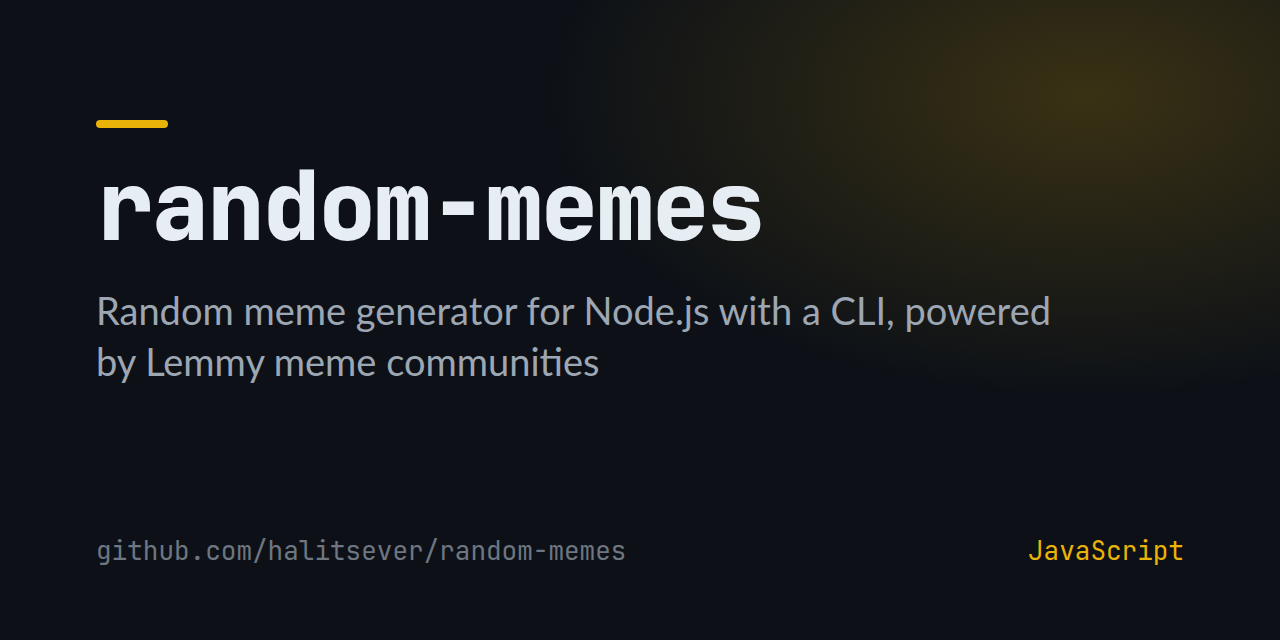 random-memes
Random meme generator for Node.js with a CLI, powered
by Lemmy meme communities
github.com/halitsever/random-memes
JavaScript